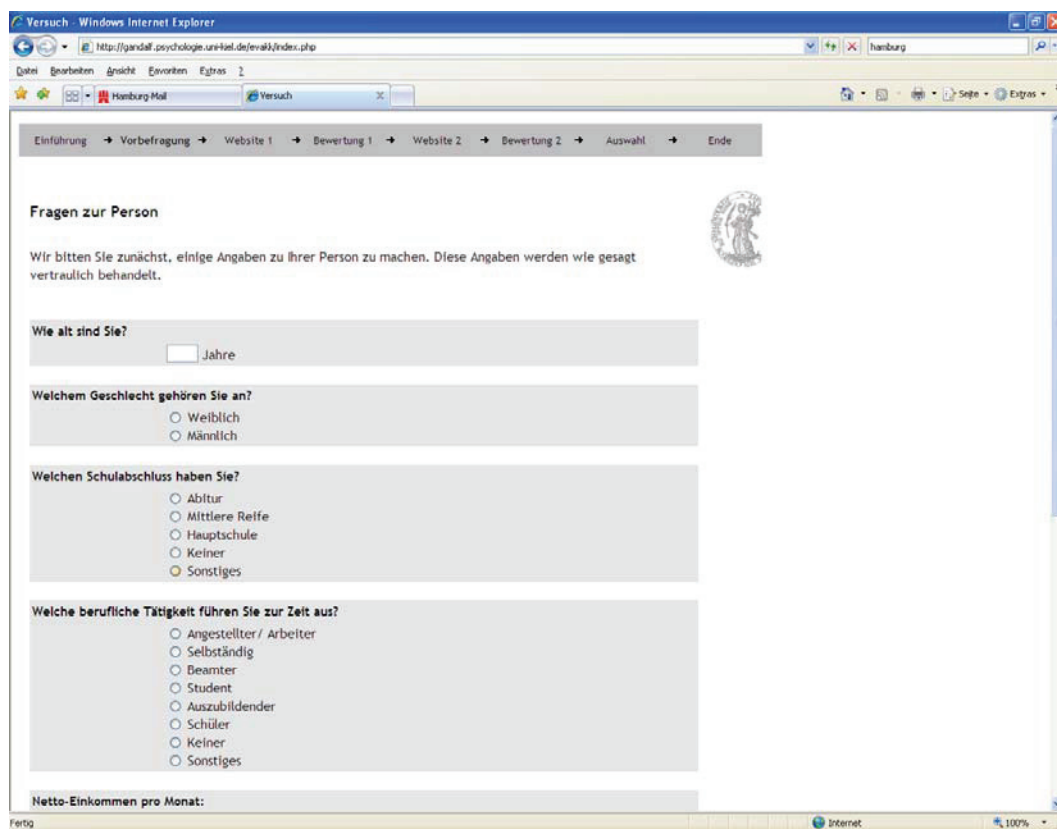 Versuch - Windows Internet Explorer
http://gandalf.psychologie.uni-kiel.de/evakk/index.php
hamburg
Datei Bearbeiten Ansicht Favoriten Extras ?
Hamburg-Mail Versuch Seite Extras
Einführung → Vorbefragung → Website 1 → Bewertung 1 → Website 2 → Bewertung 2 → Auswahl → Ende
Fragen zur Person
Wir bitten Sie zunächst, einige Angaben zu Ihrer Person zu machen. Diese Angaben werden wie gesagt
vertraulich behandelt.
Wie alt sind Sie?
Jahre
Welchem Geschlecht gehören Sie an?
Weiblich
Männlich
Welchen Schulabschluss haben Sie?
Abitur
Mittlere Reife
Hauptschule
Keiner
Sonstiges
Welche berufliche Tätigkeit führen Sie zur Zeit aus?
Angestellter/ Arbeiter
Selbständig
Beamter
Student
Auszubildender
Schüler
Keiner
Sonstiges
Netto-Einkommen pro Monat:
Fertig Internet 100%